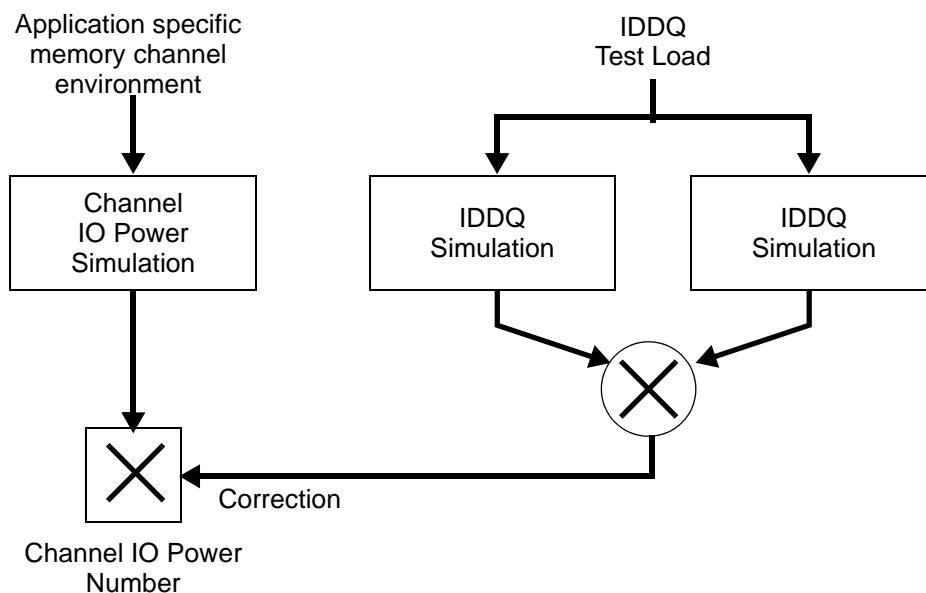 Application specific
memory channel
environment
IDDQ
Test Load
Channel
IO Power
Simulation
IDDQ
Simulation
IDDQ
Simulation
Correction
Channel IO Power
Number